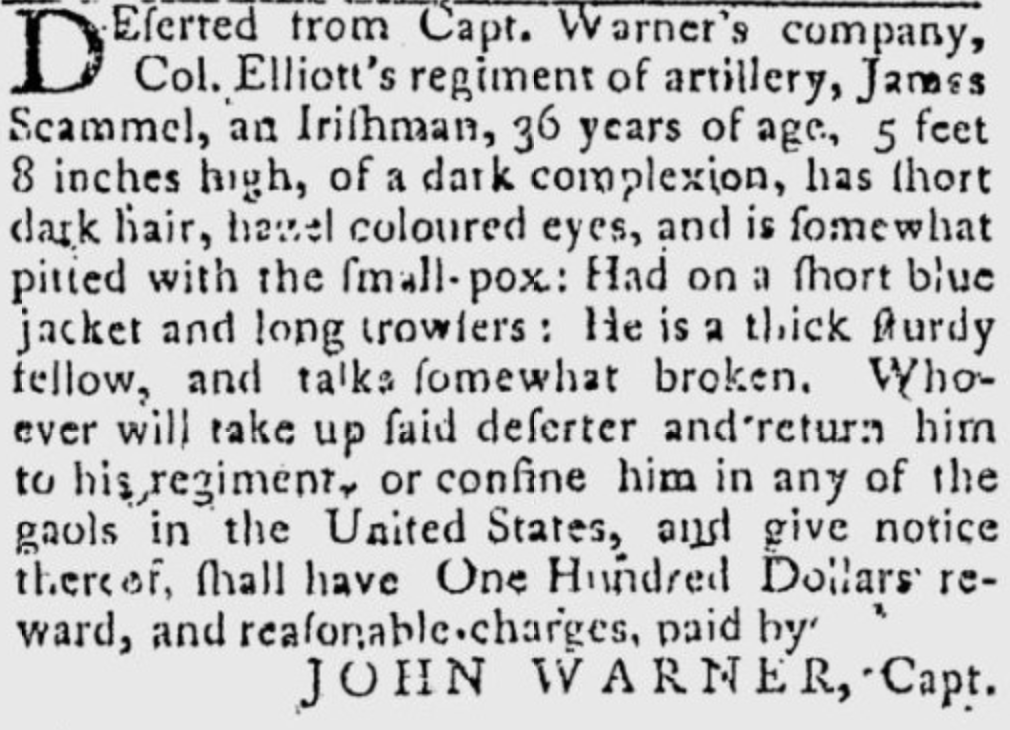 DEſerted from Capt. Warner's company,
Col. Elliott's regiment of artillery, James
Scammel, an Iriſhman, 36 years of age, 5 feet
8 inches high, of a dark complexion, has ſhort
dark hair, hazel coloured eyes, and is ſomewhat
pitted with the ſmall-pox: Had on a ſhort blue
jacket and long trowſers: He is a thick ſturdy
fellow, and talks ſomewhat broken. Who-
ever will take up ſaid deſerter and return him
to his regiment, or confine him in any of the
gaols in the United States, and give notice
thereof, ſhall have One Hundred Dollars re-
ward, and reaſonable charges, paid by
JOHN WARNER, Capt.